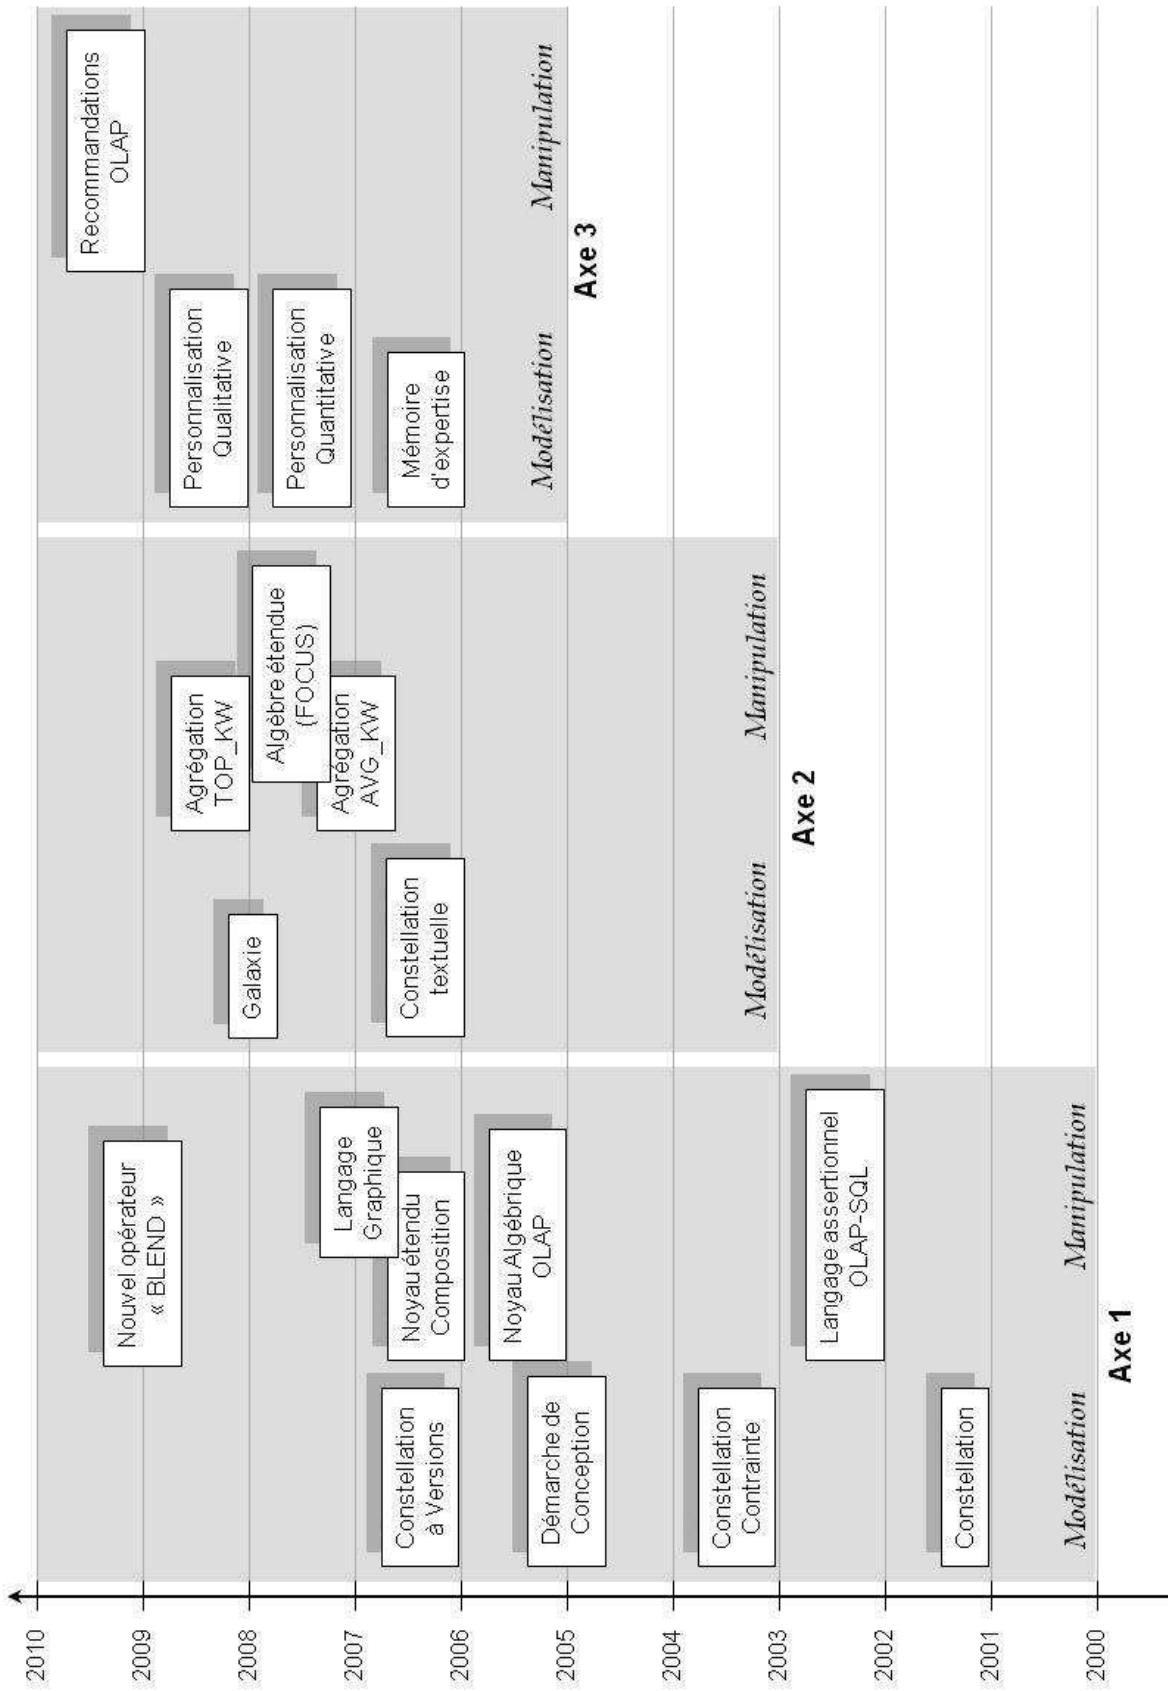 2010
2009
2008
2007
2006
2005
2004
2003
2002
2001
2000
Nouvel opérateur
« BLEND »
Langage
Graphique
Constellation
à Versions
Noyau étendu
Composition
Démarche de
Conception
Noyau Algébrique
OLAP
Constellation
Contrainte
Langage assertionnel
OLAP-SQL
Constellation
Modélisation
Manipulation
Axe 1
Agrégation
TOP_KW
Galaxie
Algèbre étendue
(FOCUS)
Agrégation
AVG_KW
Constellation
textuelle
Modélisation
Manipulation
Axe 2
Recommandations
OLAP
Personnalisation
Qualitative
Personnalisation
Quantitative
Mémoire
d'expertise
Modélisation
Manipulation
Axe 3